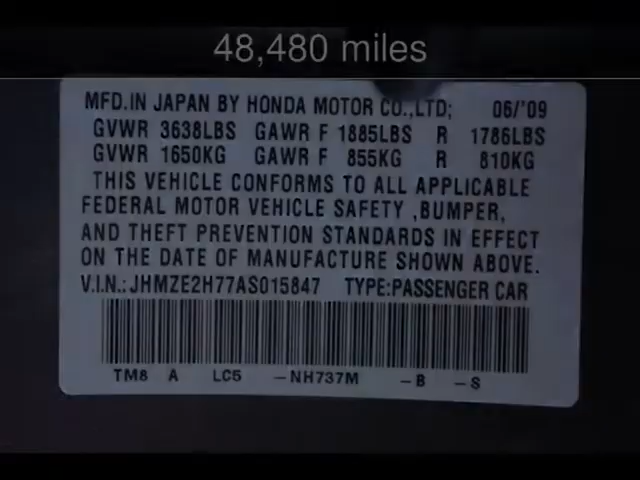 48,480 miles
MFD.IN JAPAN BY HONDA MOTOR CO.,LTD; 06/'09
GVWR 3638LBS GAWR F 1885LBS R 1786LBS
GVWR 1650KG GAWR F 855KG R 810KG
THIS VEHICLE CONFORMS TO ALL APPLICABLE
FEDERAL MOTOR VEHICLE SAFETY ,BUMPER,
AND THEFT PREVENTION STANDARDS IN EFFECT
ON THE DATE OF MANUFACTURE SHOWN ABOVE.
V.I.N.: JHMZE2H77AS015847 TYPE:PASSENGER CAR
TM8 A LC5 –NH737M –B –S